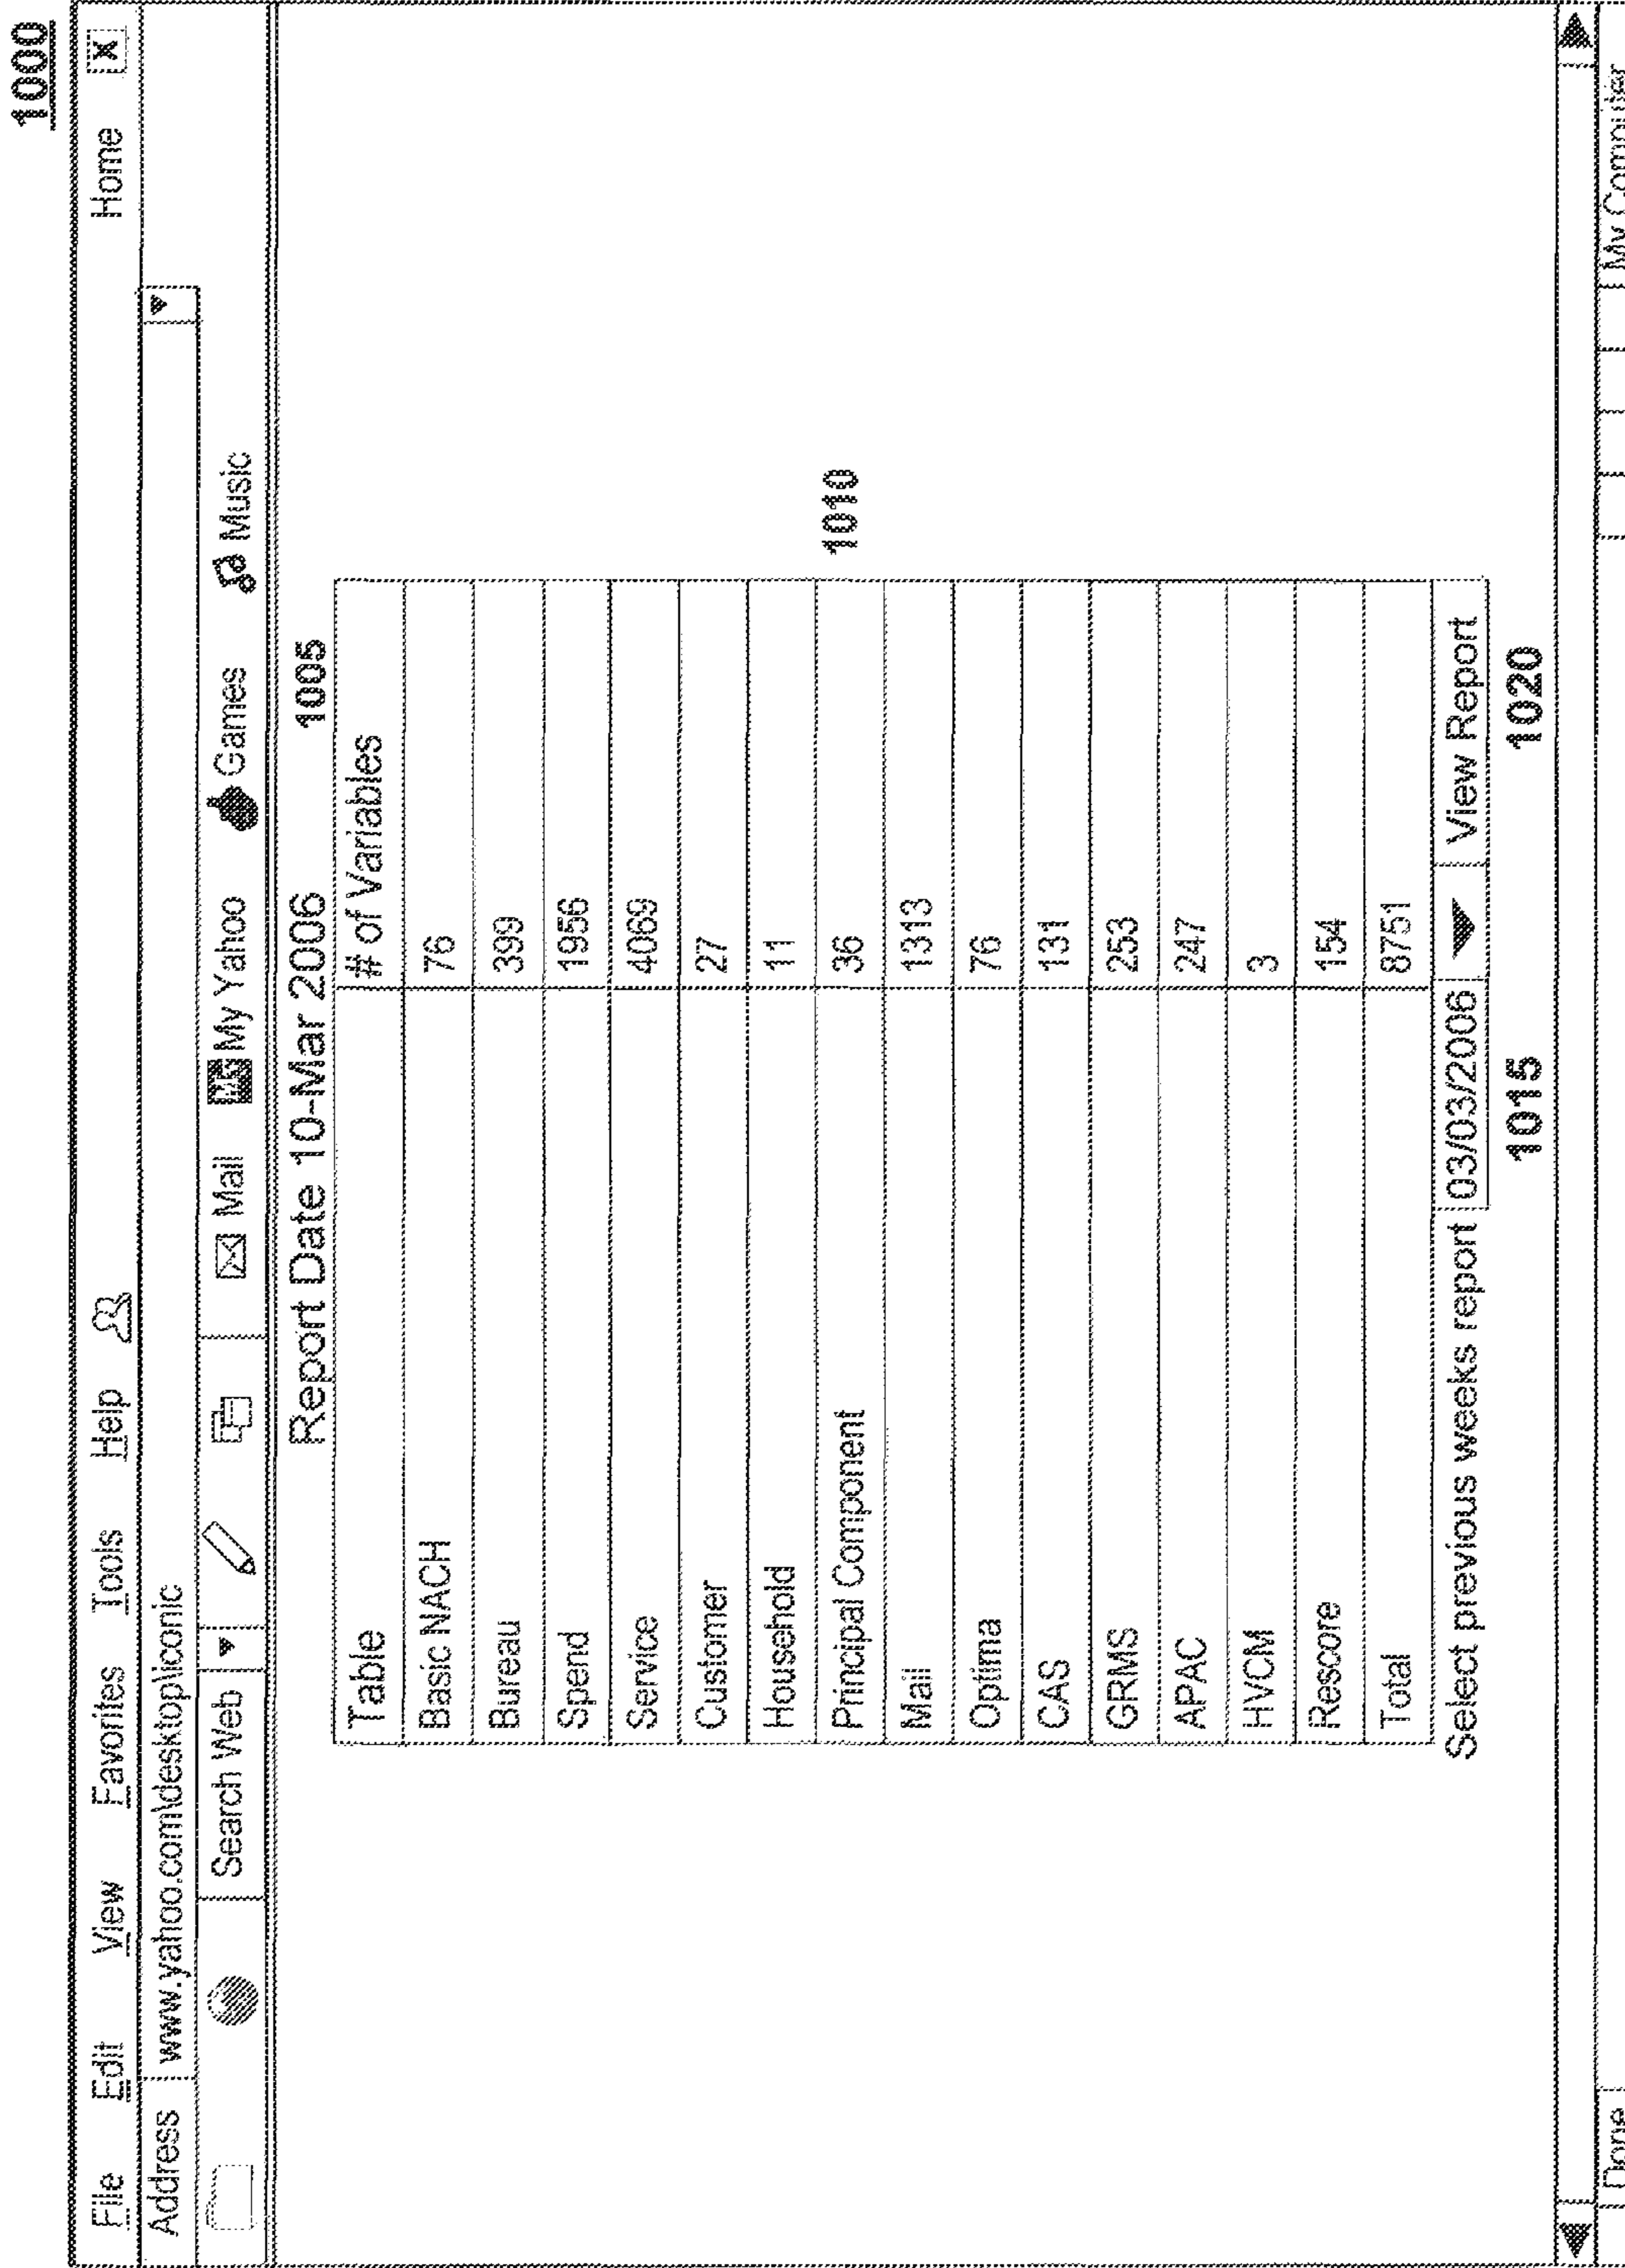 1000
File Edit View Favorites Tools Help Home X
Address www.yahoo.com\desktop\iconic
Search Web Mail My Yahoo Games Music
Report Date 10-Mar 2006 1005
Table # of Variables
Basic NACH 76
Bureau 399
Spend 1956
Service 4069
Customer 27
Household 11
Principal Component 36
1010
Mail 1313
Optima 76
CAS 131
GRMS 253
APAC 247
HVCM 3
Rescore 154
Total 8751
Select previous weeks report 03/03/2006 View Report
1015 1020
Done My Computer